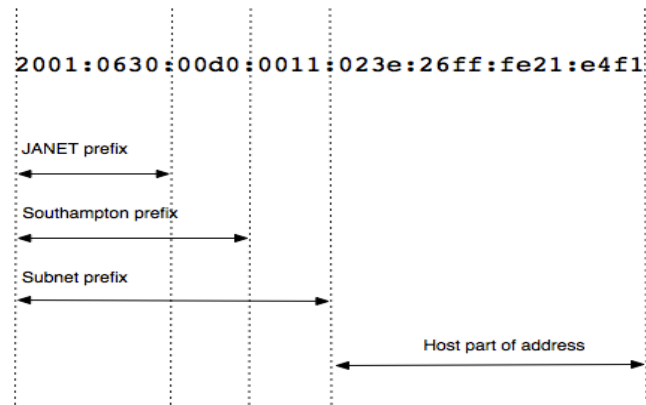 2001:0630:00d0:0011:023e:26ff:fe21:e4f1
JANET prefix
Southampton prefix
Subnet prefix
Host part of address